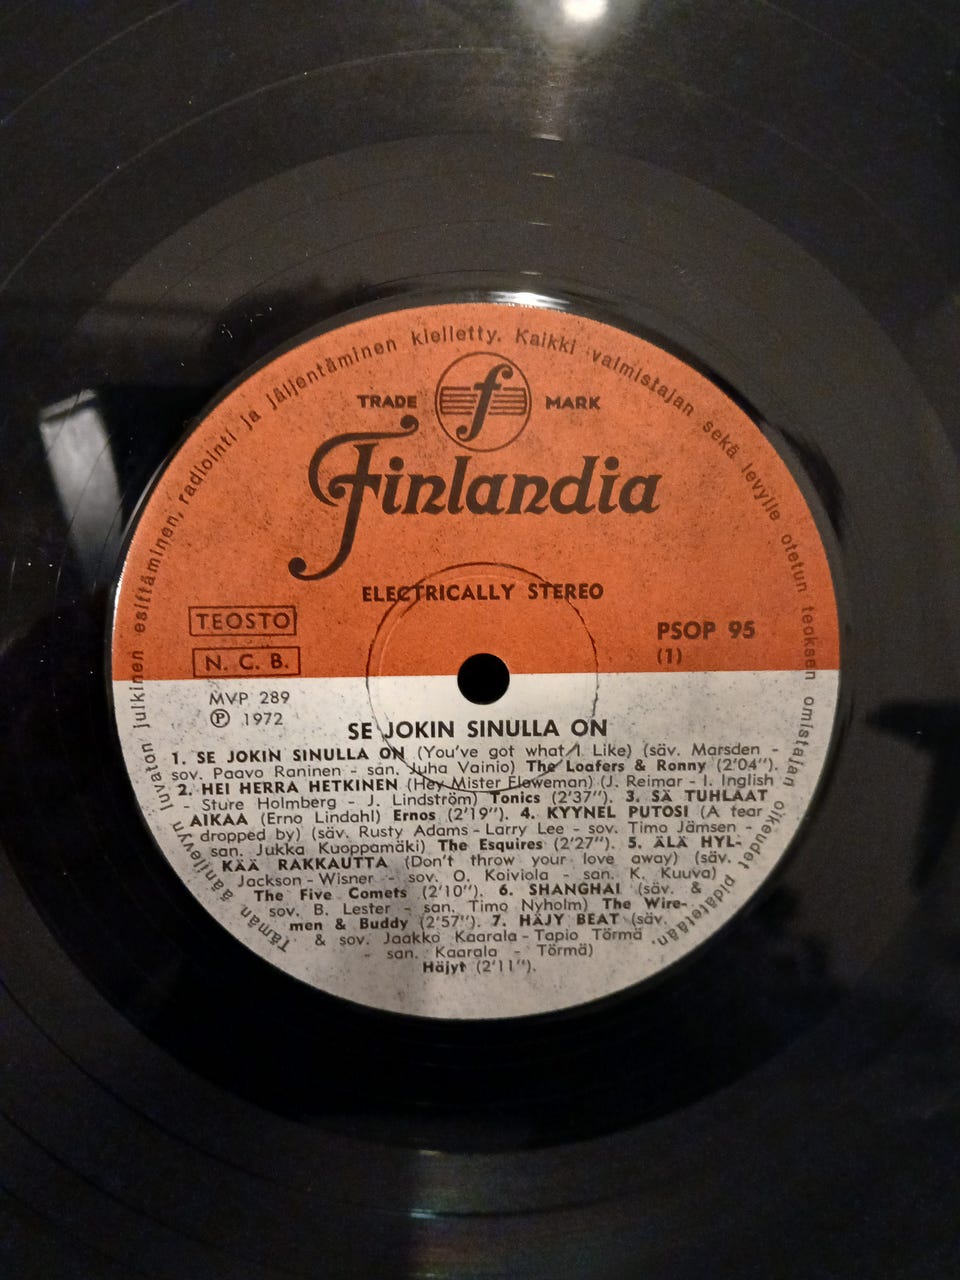 Tämän äänilevyn luvaton julkinen esittäminen, radiointi ja jäljentäminen kielletty. Kaikki valmistajan sekä levylle otetun teoksen omistajan oikeudet pidätetään.
TRADE f MARK
Finlandia
ELECTRICALLY STEREO
TEOSTO
PSOP 95
N. C. B.
(1)
MVP 289
Ⓟ 1972
SE JOKIN SINULLA ON
1. SE JOKIN SINULLA ON (You've got what I Like) (säv. Marsden -
sov. Paavo Raninen - san. Juha Vainio) The Loafers & Ronny (2'04").
2. HEI HERRA HETKINEN (Hey Mister Floweman) (J. Reimar - I. Inglish
- Sture Holmberg - J. Lindström) Tonics (2'37"). 3. SÄ TUHLAAT
AIKAA (Erno Lindahl) Ernos (2'19"). 4. KYYNEL PUTOSI (A tear
dropped by) (säv. Rusty Adams - Larry Lee - sov. Timo Jämsen -
san. Jukka Kuoppamäki) The Esquires (2'27"). 5. ÄLÄ HYL-
KÄÄ RAKKAUTTA (Don't throw your love away) (säv.
Jackson - Wisner - sov. O. Koiviola - san. K. Kuuva)
The Five Comets (2'10"). 6. SHANGHAI (säv. &
sov. B. Lester - san. Timo Nyholm) The Wire-
men & Buddy (2'57"). 7. HÄJY BEAT (säv.
& sov. Jaakko Kaarala - Tapio Törmä
- san. Kaarala - Törmä)
Häjyt (2'11").